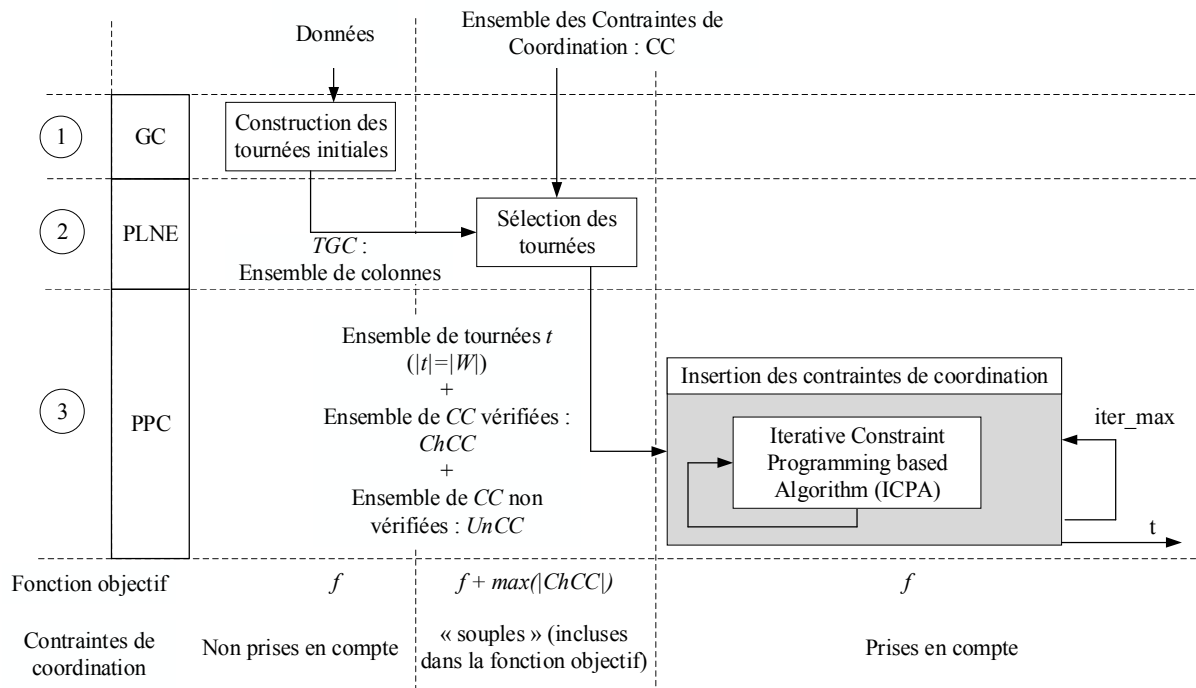 Données
Ensemble des Contraintes de
Coordination : CC
1
GC
Construction des
tournées initiales
2
PLNE
TGC :
Ensemble de colonnes
Sélection des
tournées
3
PPC
Ensemble de tournées t
(|t|=|W|)
+
Ensemble de CC vérifiées :
ChCC
+
Ensemble de CC non
vérifiées : UnCC
Insertion des contraintes de coordination
Iterative Constraint
Programming based
Algorithm (ICPA)
iter_max
t
Fonction objectif
f
f + max(|ChCC|)
f
Contraintes de
coordination
Non prises en compte
« souples » (incluses
dans la fonction objectif)
Prises en compte